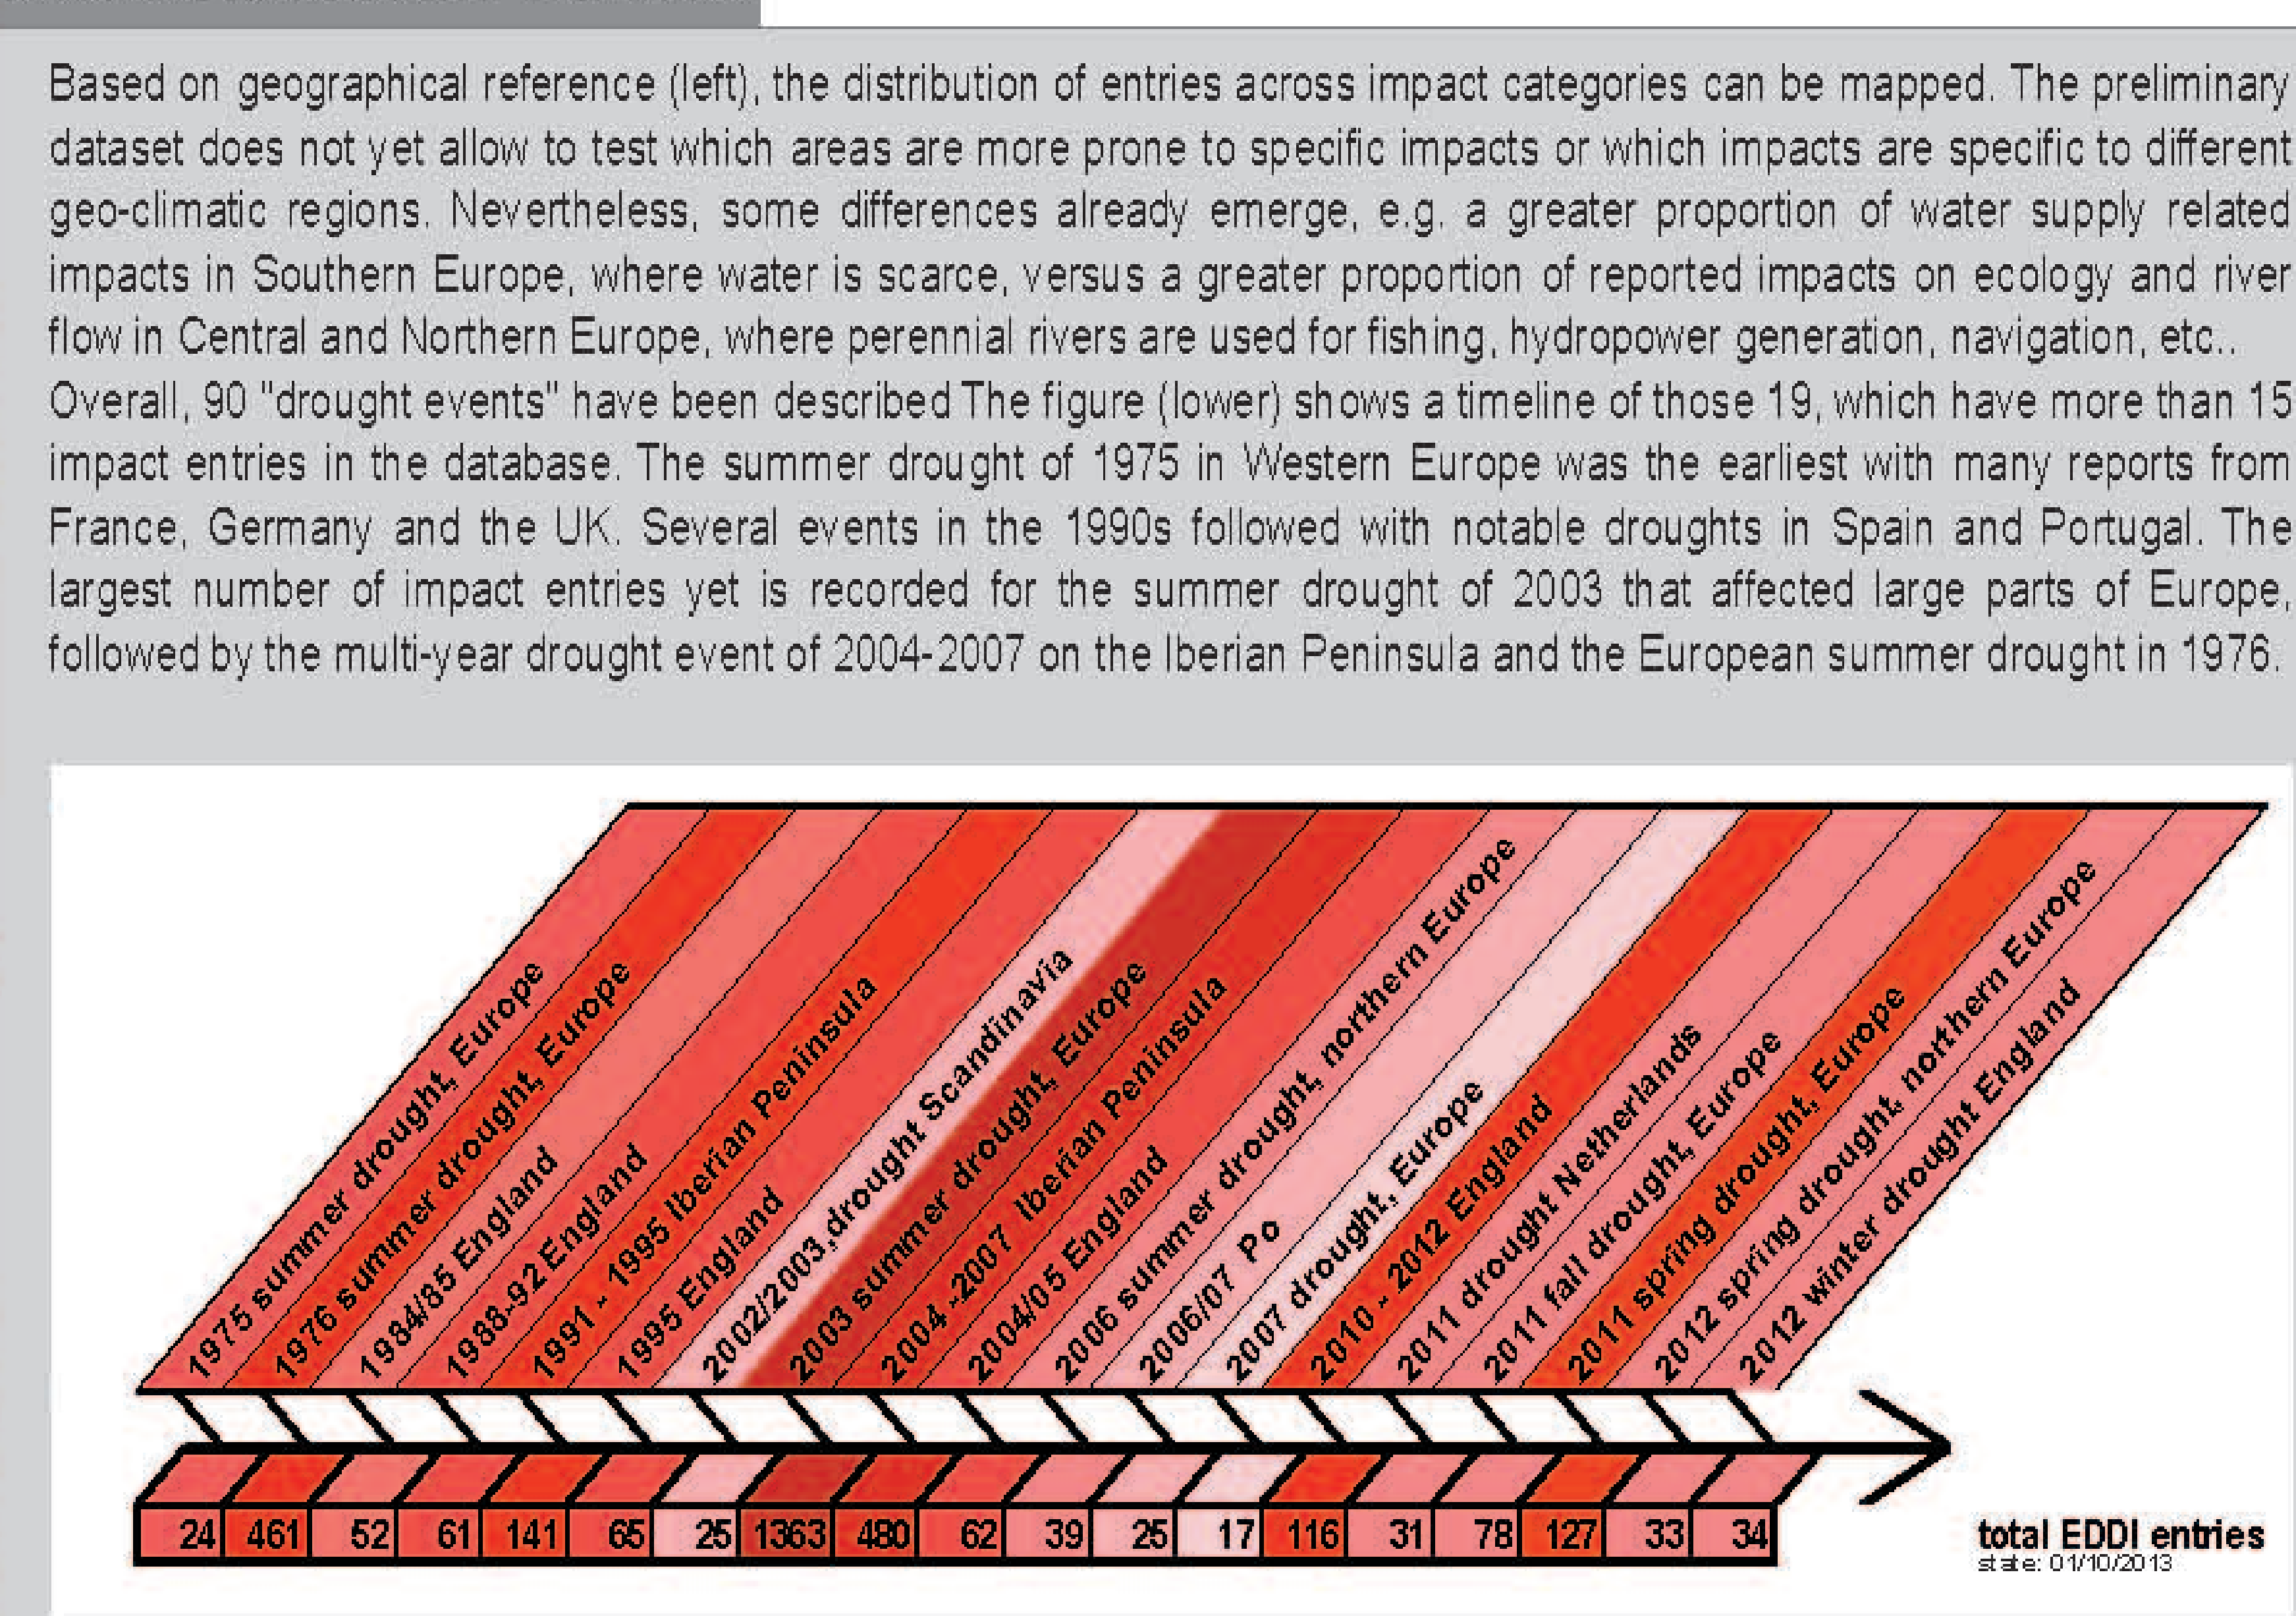 Based on geographical reference (left), the distribution of entries across impact categories can be mapped. The preliminary
dataset does not yet allow to test which areas are more prone to specific impacts or which impacts are specific to different
geo-climatic regions. Nevertheless, some differences already emerge, e.g. a greater proportion of water supply related
impacts in Southern Europe, where water is scarce, versus a greater proportion of reported impacts on ecology and river
flow in Central and Northern Europe, where perennial rivers are used for fishing, hydropower generation, navigation, etc..
Overall, 90 "drought events" have been described The figure (lower) shows a timeline of those 19, which have more than 15
impact entries in the database. The summer drought of 1975 in Western Europe was the earliest with many reports from
France, Germany and the UK. Several events in the 1990s followed with notable droughts in Spain and Portugal. The
largest number of impact entries yet is recorded for the summer drought of 2003 that affected large parts of Europe,
followed by the multi-year drought event of 2004-2007 on the Iberian Peninsula and the European summer drought in 1976.
1975 summer drought, Europe
1976 summer drought, Europe
1984/85 England
1988-92 England
1991 - 1995 Iberian Peninsula
1995 England
2002/2003,drought Scandinavia
2003 summer drought, Europe
2004 -2007 Iberian Peninsula
2004/05 England
2006 summer drought, northern Europe
2006/07 Po
2007 drought, Europe
2010 - 2012 England
2011 drought Netherlands
2011 fall drought, Europe
2011 spring drought, Europe
2012 spring drought, northern Europe
2012 winter drought England
24 461 52 61 141 65 25 1363 480 62 39 25 17 116 31 78 127 33 34
total EDDI entries
state: 01/10/2013